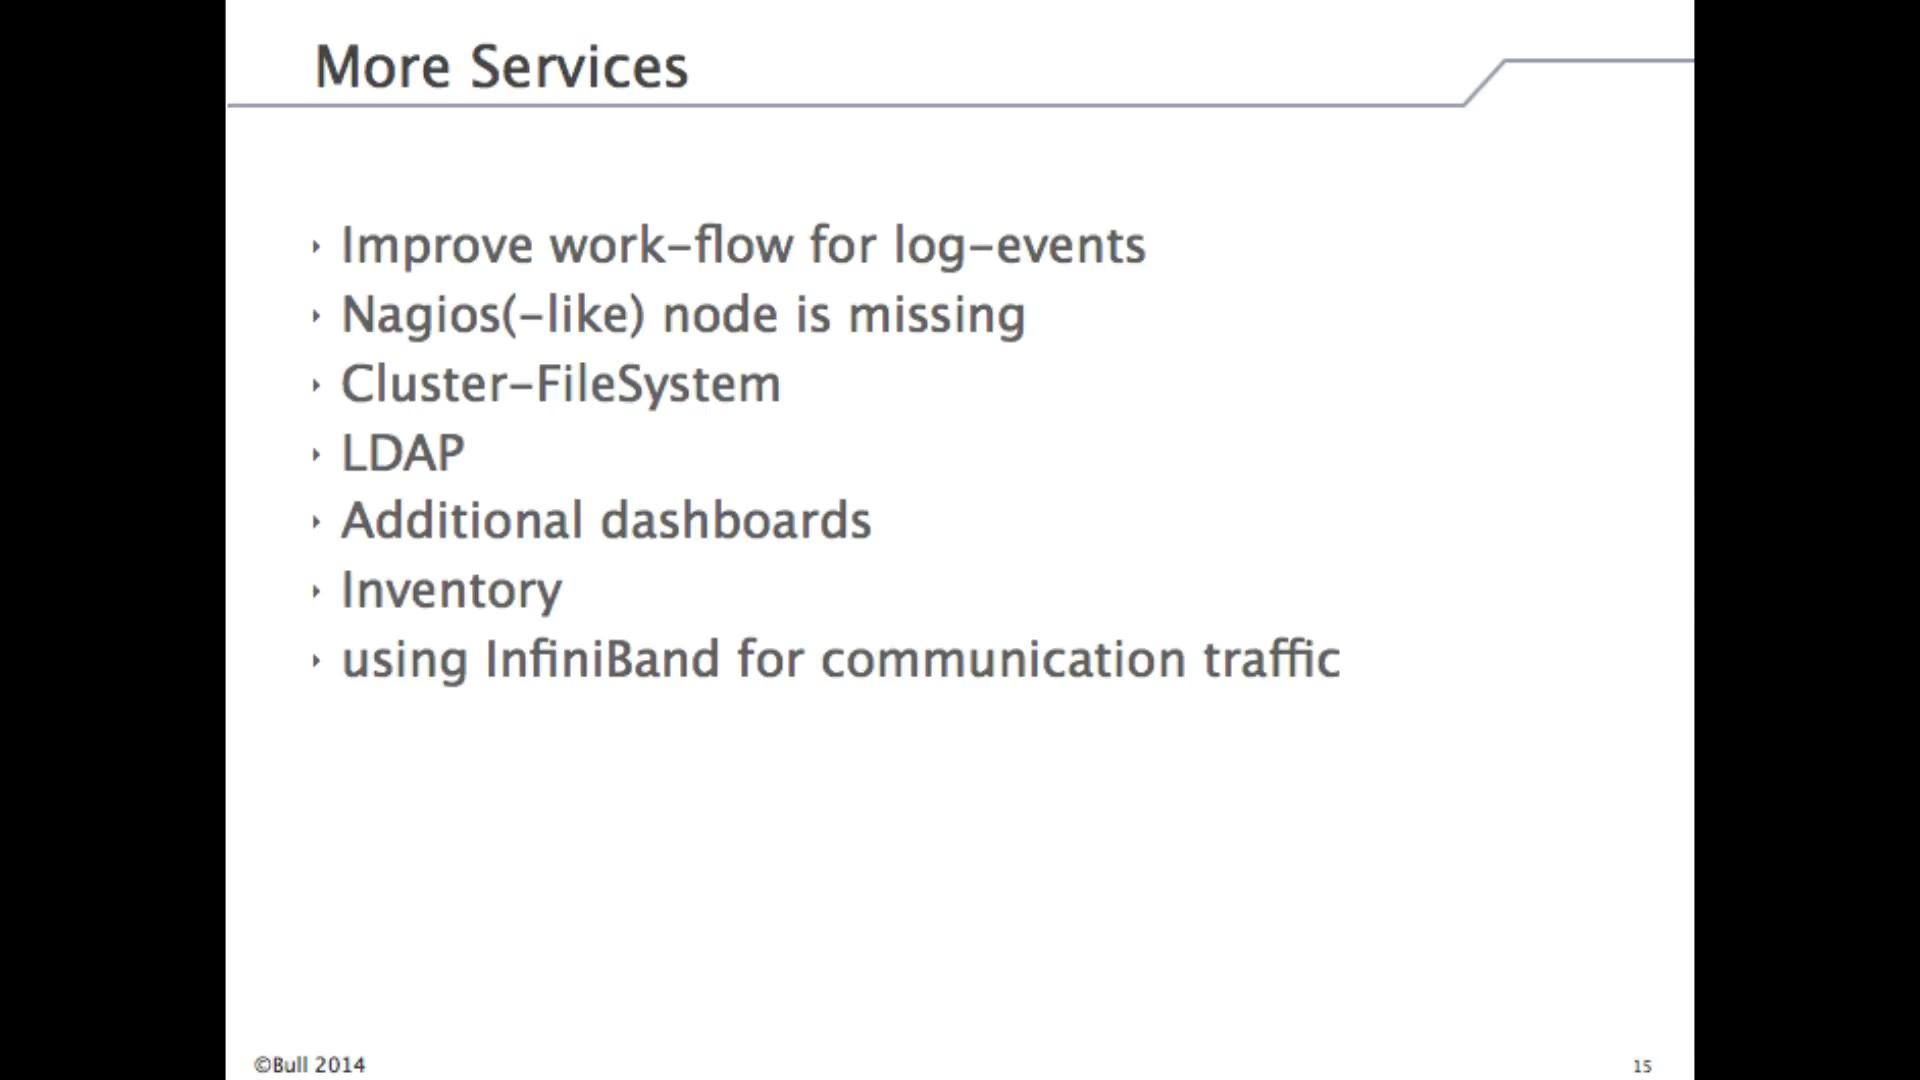 More Services
‣ Improve work-flow for log-events
‣ Nagios(-like) node is missing
‣ Cluster-FileSystem
‣ LDAP
‣ Additional dashboards
‣ Inventory
‣ using InfiniBand for communication traffic
©Bull 2014
15